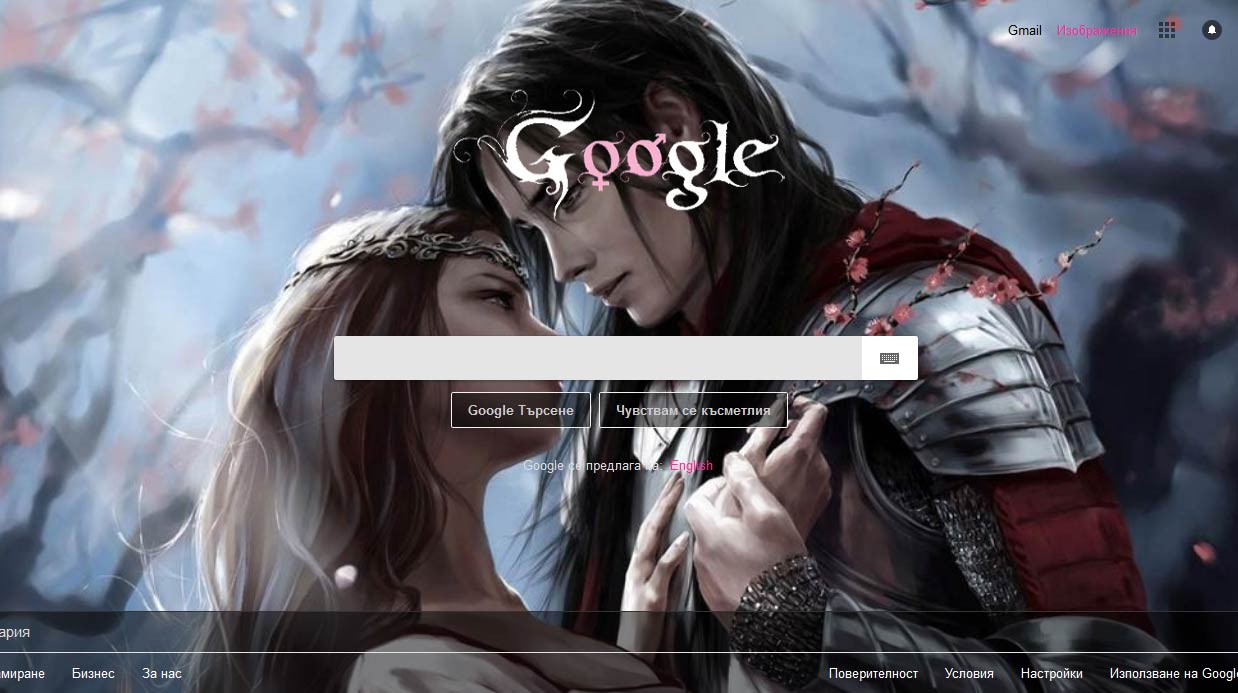 Gmail Изображения
Google
Google Търсене Чувствам се късметлия
Google се предлага на: English
ария
миране Бизнес За нас Поверителност Условия Настройки Използване на Googl